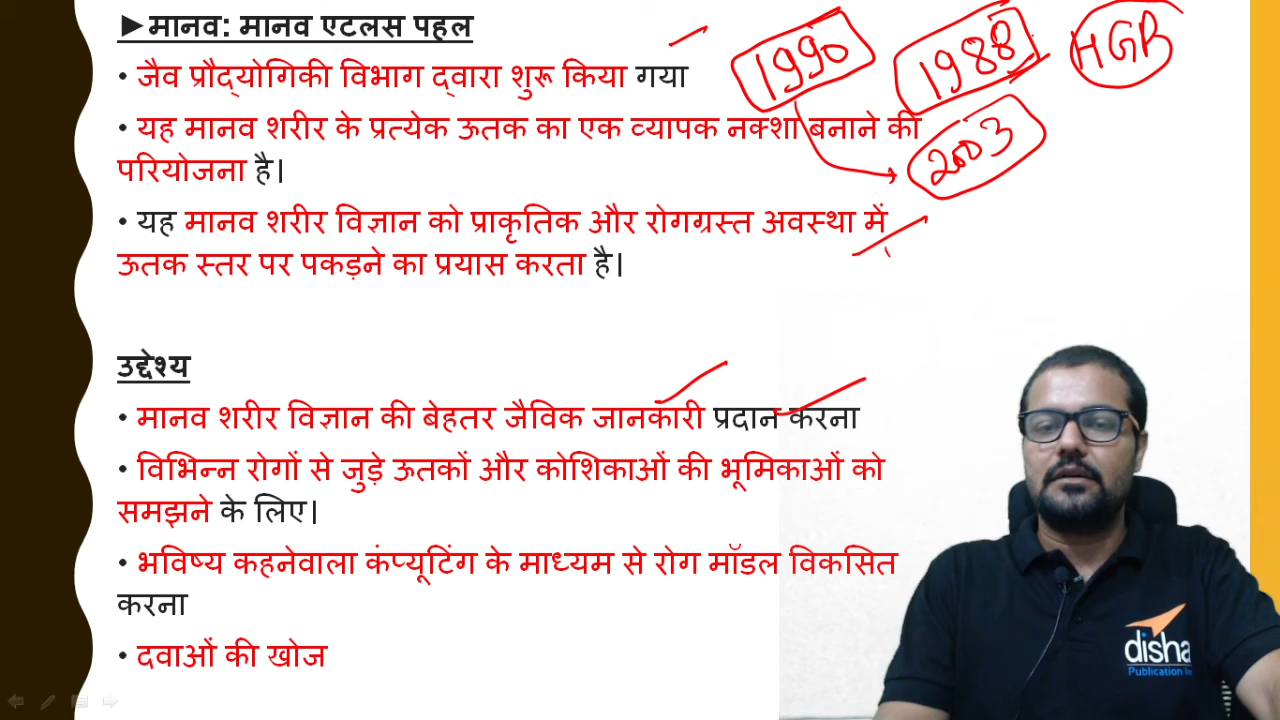 ►मानव: मानव एटलस पहल
1990
1988
HGP
• जैव प्रौद्योगिकी विभाग द्वारा शुरू किया गया
• यह मानव शरीर के प्रत्येक ऊतक का एक व्यापक नक्शा बनाने की
2003
परियोजना है।
• यह मानव शरीर विज्ञान को प्राकृतिक और रोगग्रस्त अवस्था में
ऊतक स्तर पर पकड़ने का प्रयास करता है।
उद्देश्य
• मानव शरीर विज्ञान की बेहतर जैविक जानकारी प्रदान करना
• विभिन्न रोगों से जुड़े ऊतकों और कोशिकाओं की भूमिकाओं को
समझने के लिए।
• भविष्य कहनेवाला कंप्यूटिंग के माध्यम से रोग मॉडल विकसित
करना
• दवाओं की खोज
disha
Publication